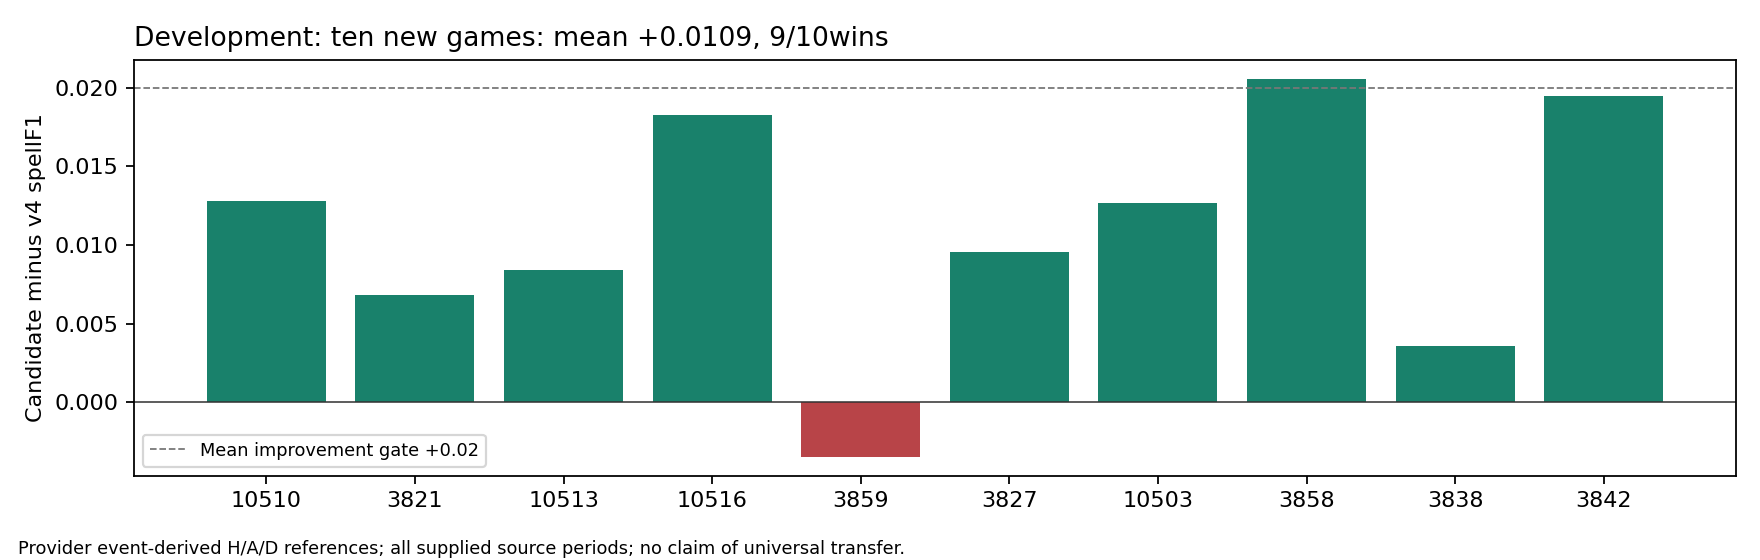 Development: ten new games: mean +0.0109, 9/10wins
Candidate minus v4 spellF1
0.020
0.015
0.010
0.005
0.000
Mean improvement gate +0.02
10510 3821 10513 10516 3859 3827 10503 3858 3838 3842
Provider event-derived H/A/D references; all supplied source periods; no claim of universal transfer.